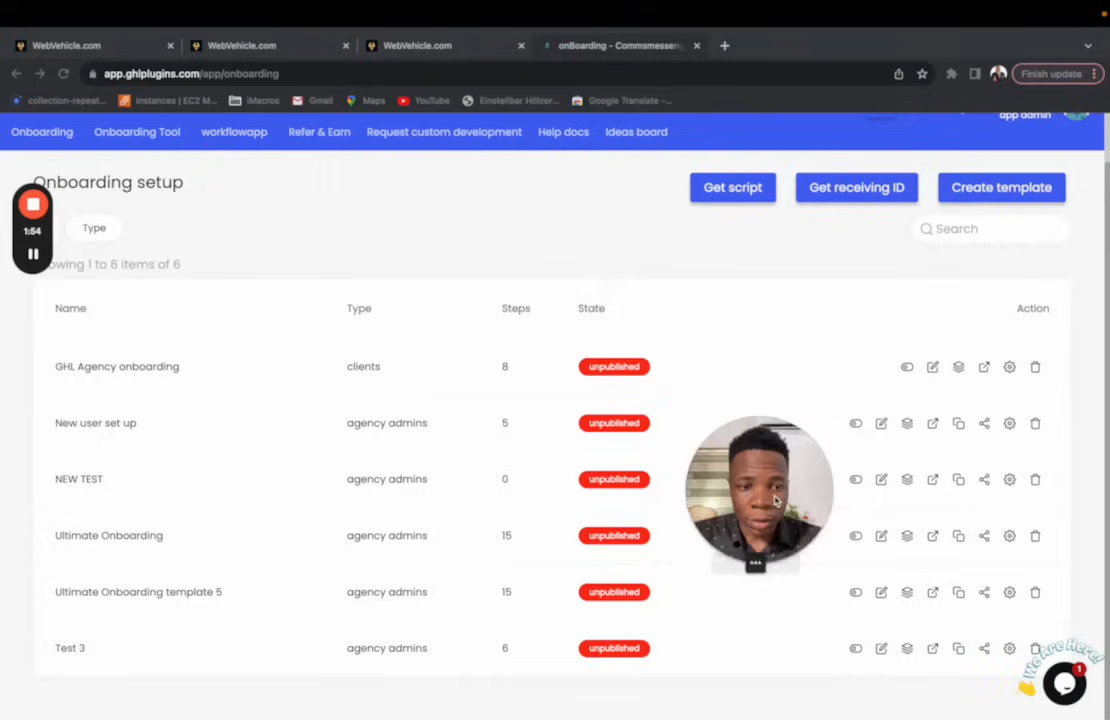 WebVehicle.com
WebVehicle.com
WebVehicle.com
onBoarding - Commsmesseng
app.ghlplugins.com/app/onboarding
Finish update
collection-repeat...
Instances | EC2 M...
iMacros
Gmail
Maps
YouTube
Einstellbar Hölzer...
Google Translate -...
Onboarding
Onboarding Tool
workflowapp
Refer & Earn
Request custom development
Help docs
Ideas board
app admin
Onboarding setup
Get script
Get receiving ID
Create template
1:54
Type
Search
owing 1 to 6 items of 6
Name Type Steps State Action
GHL Agency onboarding clients 8 unpublished
New user set up agency admins 5 unpublished
NEW TEST agency admins 0 unpublished
Ultimate Onboarding agency admins 15 unpublished
Ultimate Onboarding template 5 agency admins 15 unpublished
Test 3 agency admins 6 unpublished
We Are Here!
1